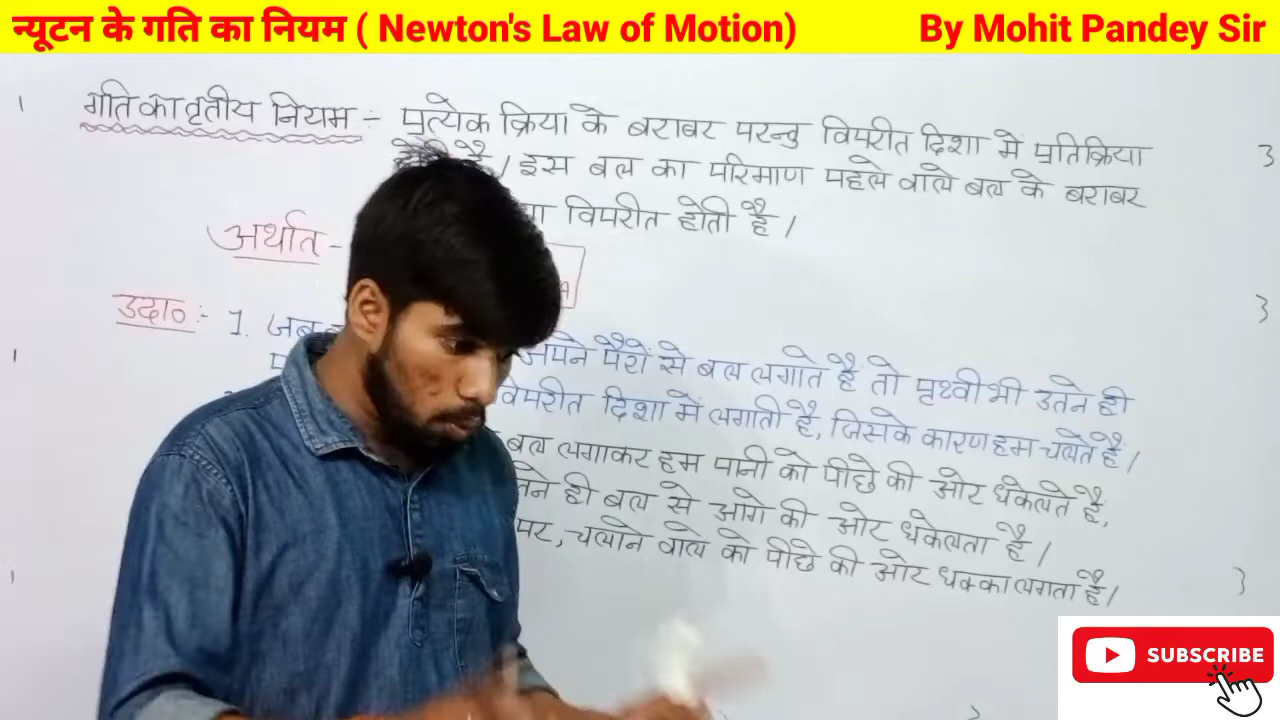 न्यूटन के गति का नियम ( Newton's Law of Motion) By Mohit Pandey Sir
गति का तृतीय नियम :- प्रत्येक क्रिया के बराबर परन्तु विपरीत दिशा में प्रतिक्रिया
है। इस बल का परिमाण पहले वाले बल के बराबर
विपरीत होती है।
अर्थात -
उदा० :- 1. जब अपने पैरों से बल लगाते है तो पृथ्वी भी उतने ही
विपरीत दिशा में लगाती है, जिसके कारण हम चलते है।
बल लगाकर हम पानी को पीछे की ओर धकेलते है,
ही बल से आगे की ओर धकेलता है।
पर, चलाने वाले को पीछे की ओर धक्का लगता है।
SUBSCRIBE